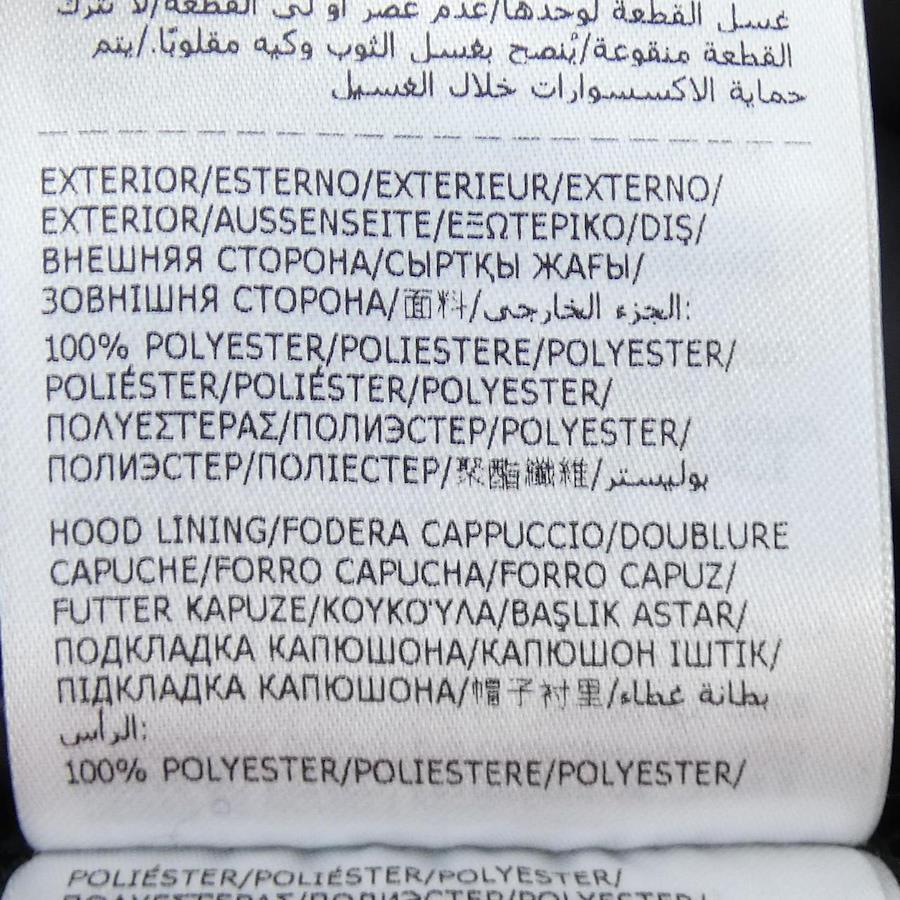 غسل القطعة لوحدها/عدم عصر او لي القطعة/لا تترك
القطعة منقوعة/يُنصح بغسل الثوب وكيه مقلوبًا./يتم
حماية الاكسسوارات خلال الغسيل
EXTERIOR/ESTERNO/EXTERIEUR/EXTERNO/
EXTERIOR/AUSSENSEITE/ΕΞΩΤΕΡΙΚΟ/DIŞ/
ВНЕШНЯЯ СТОРОНА/СЫРТҚЫ ЖАҒЫ/
ЗОВНІШНЯ СТОРОНА/面料/الجزء الخارجي:
100% POLYESTER/POLIESTERE/POLYESTER/
POLIÉSTER/POLIÉSTER/POLYESTER/
ΠΟΛΥΕΣΤΕΡΑΣ/ПОЛИЭСТЕР/POLYESTER/
ПОЛИЭСТЕР/ПОЛІЕСТЕР/聚酯纖維/بوليستر
HOOD LINING/FODERA CAPPUCCIO/DOUBLURE
CAPUCHE/FORRO CAPUCHA/FORRO CAPUZ/
FUTTER KAPUZE/ΚΟΥΚΟΎΛΑ/BAŞLIK ASTAR/
ПОДКЛАДКА КАПЮШОНА/КАПЮШОН ІШТІК/
ПІДКЛАДКА КАПЮШОНА/帽子衬里/بطانة غطاء
الرأس:
100% POLYESTER/POLIESTERE/POLYESTER/
POLIÉSTER/POLIÉSTER/POLYESTER/
ΠΟΛΥΕΣΤΕΡΑΣ/ПОЛИЭСТЕР/POLYESTER/